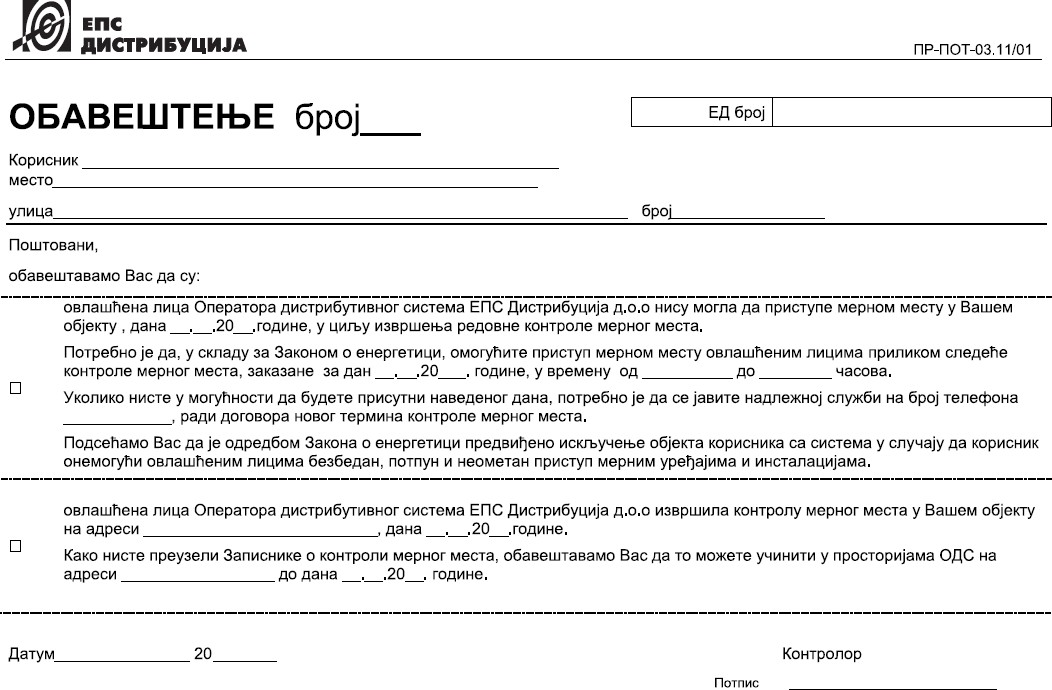 ЕПС
ДИСТРИБУЦИЈА
ПР-ПОТ-03.11/01
ОБАВЕШТЕЊЕ број____
ЕД број
Корисник ____________________
место____________________
улица____________________ број__________
Поштовани,
обавештавамо Вас да су:
овлашћена лица Оператора дистрибутивног система ЕПС Дистрибуција д.о.о нису могла да приступе мерном месту у Вашем
објекту , дана __.__.20__.године, у циљу извршења редовне контроле мерног места.
Потребно је да, у складу за Законом о енергетици, омогућите приступ мерном месту овлашћеним лицима приликом следеће
контроле мерног места, заказане за дан __.__.20___. године, у времену од __________ до ________ часова.
Уколико нисте у могућности да будете присутни наведеног дана, потребно је да се јавите надлежној служби на број телефона
____________, ради договора новог термина контроле мерног места.
Подсећамо Вас да је одредбом Закона о енергетици предвиђено искључење објекта корисника са система у случају да корисник
онемогући овлашћеним лицима безбедан, потпун и неометан приступ мерним уређајима и инсталацијама.
овлашћена лица Оператора дистрибутивног система ЕПС Дистрибуција д.о.о извршила контролу мерног места у Вашем објекту
на адреси __________________________, дана __.__.20__.године.
Како нисте преузели Записнике о контроли мерног места, обавештавамо Вас да то можете учинити у просторијама ОДС на
адреси _________________ до дана __.__.20__. године.
Датум_______________ 20_______
Контролор
Потпис _______________________